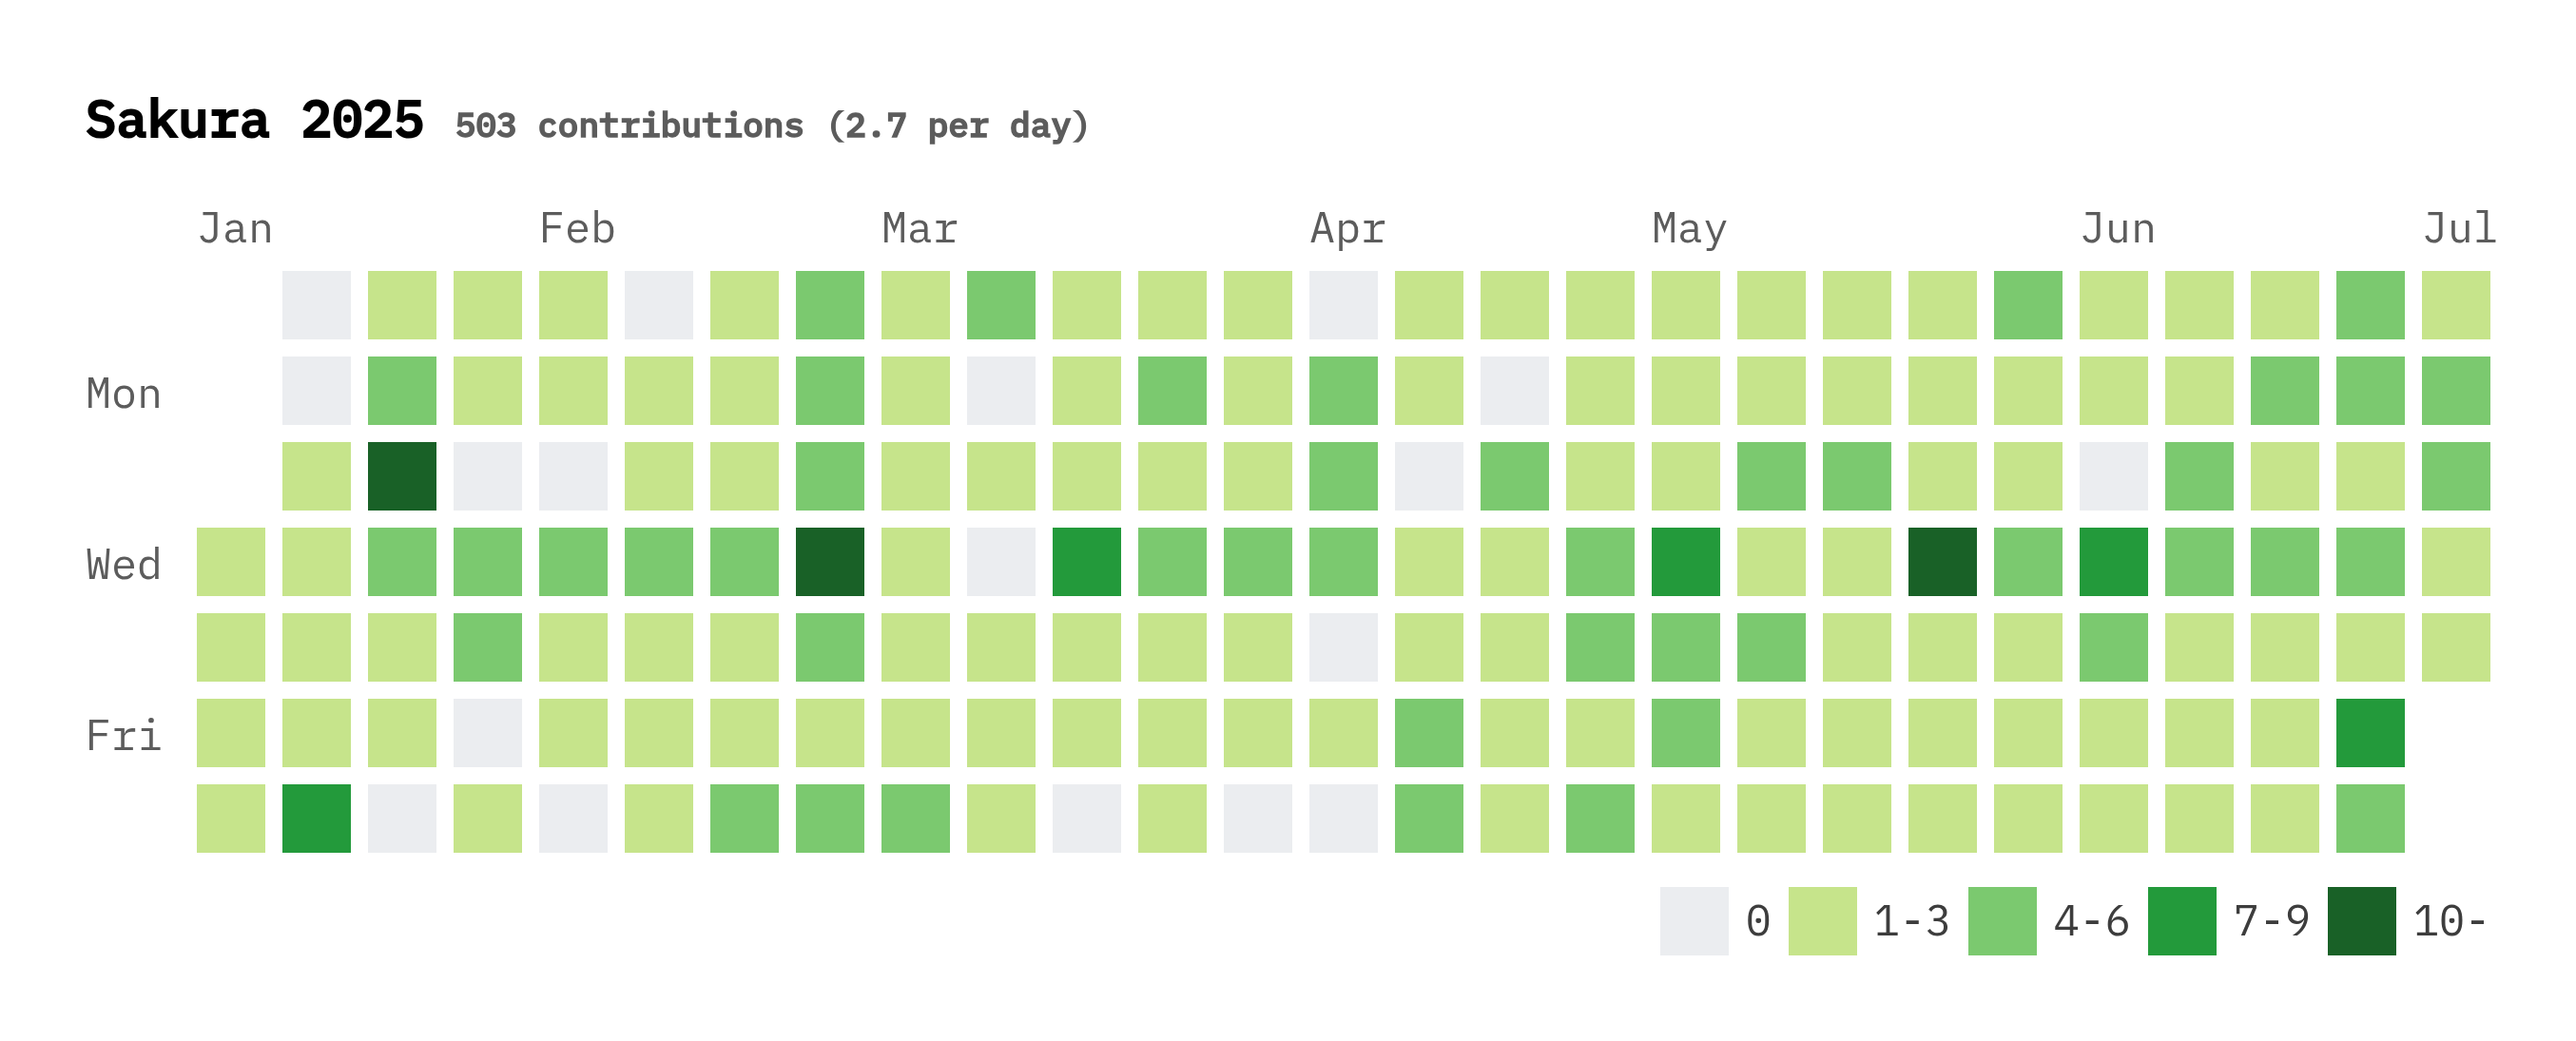 Sakura 2025 503 contributions (2.7 per day)
Jan Feb Mar Apr May Jun Jul
Mon
Wed
Fri
0 1-3 4-6 7-9 10-